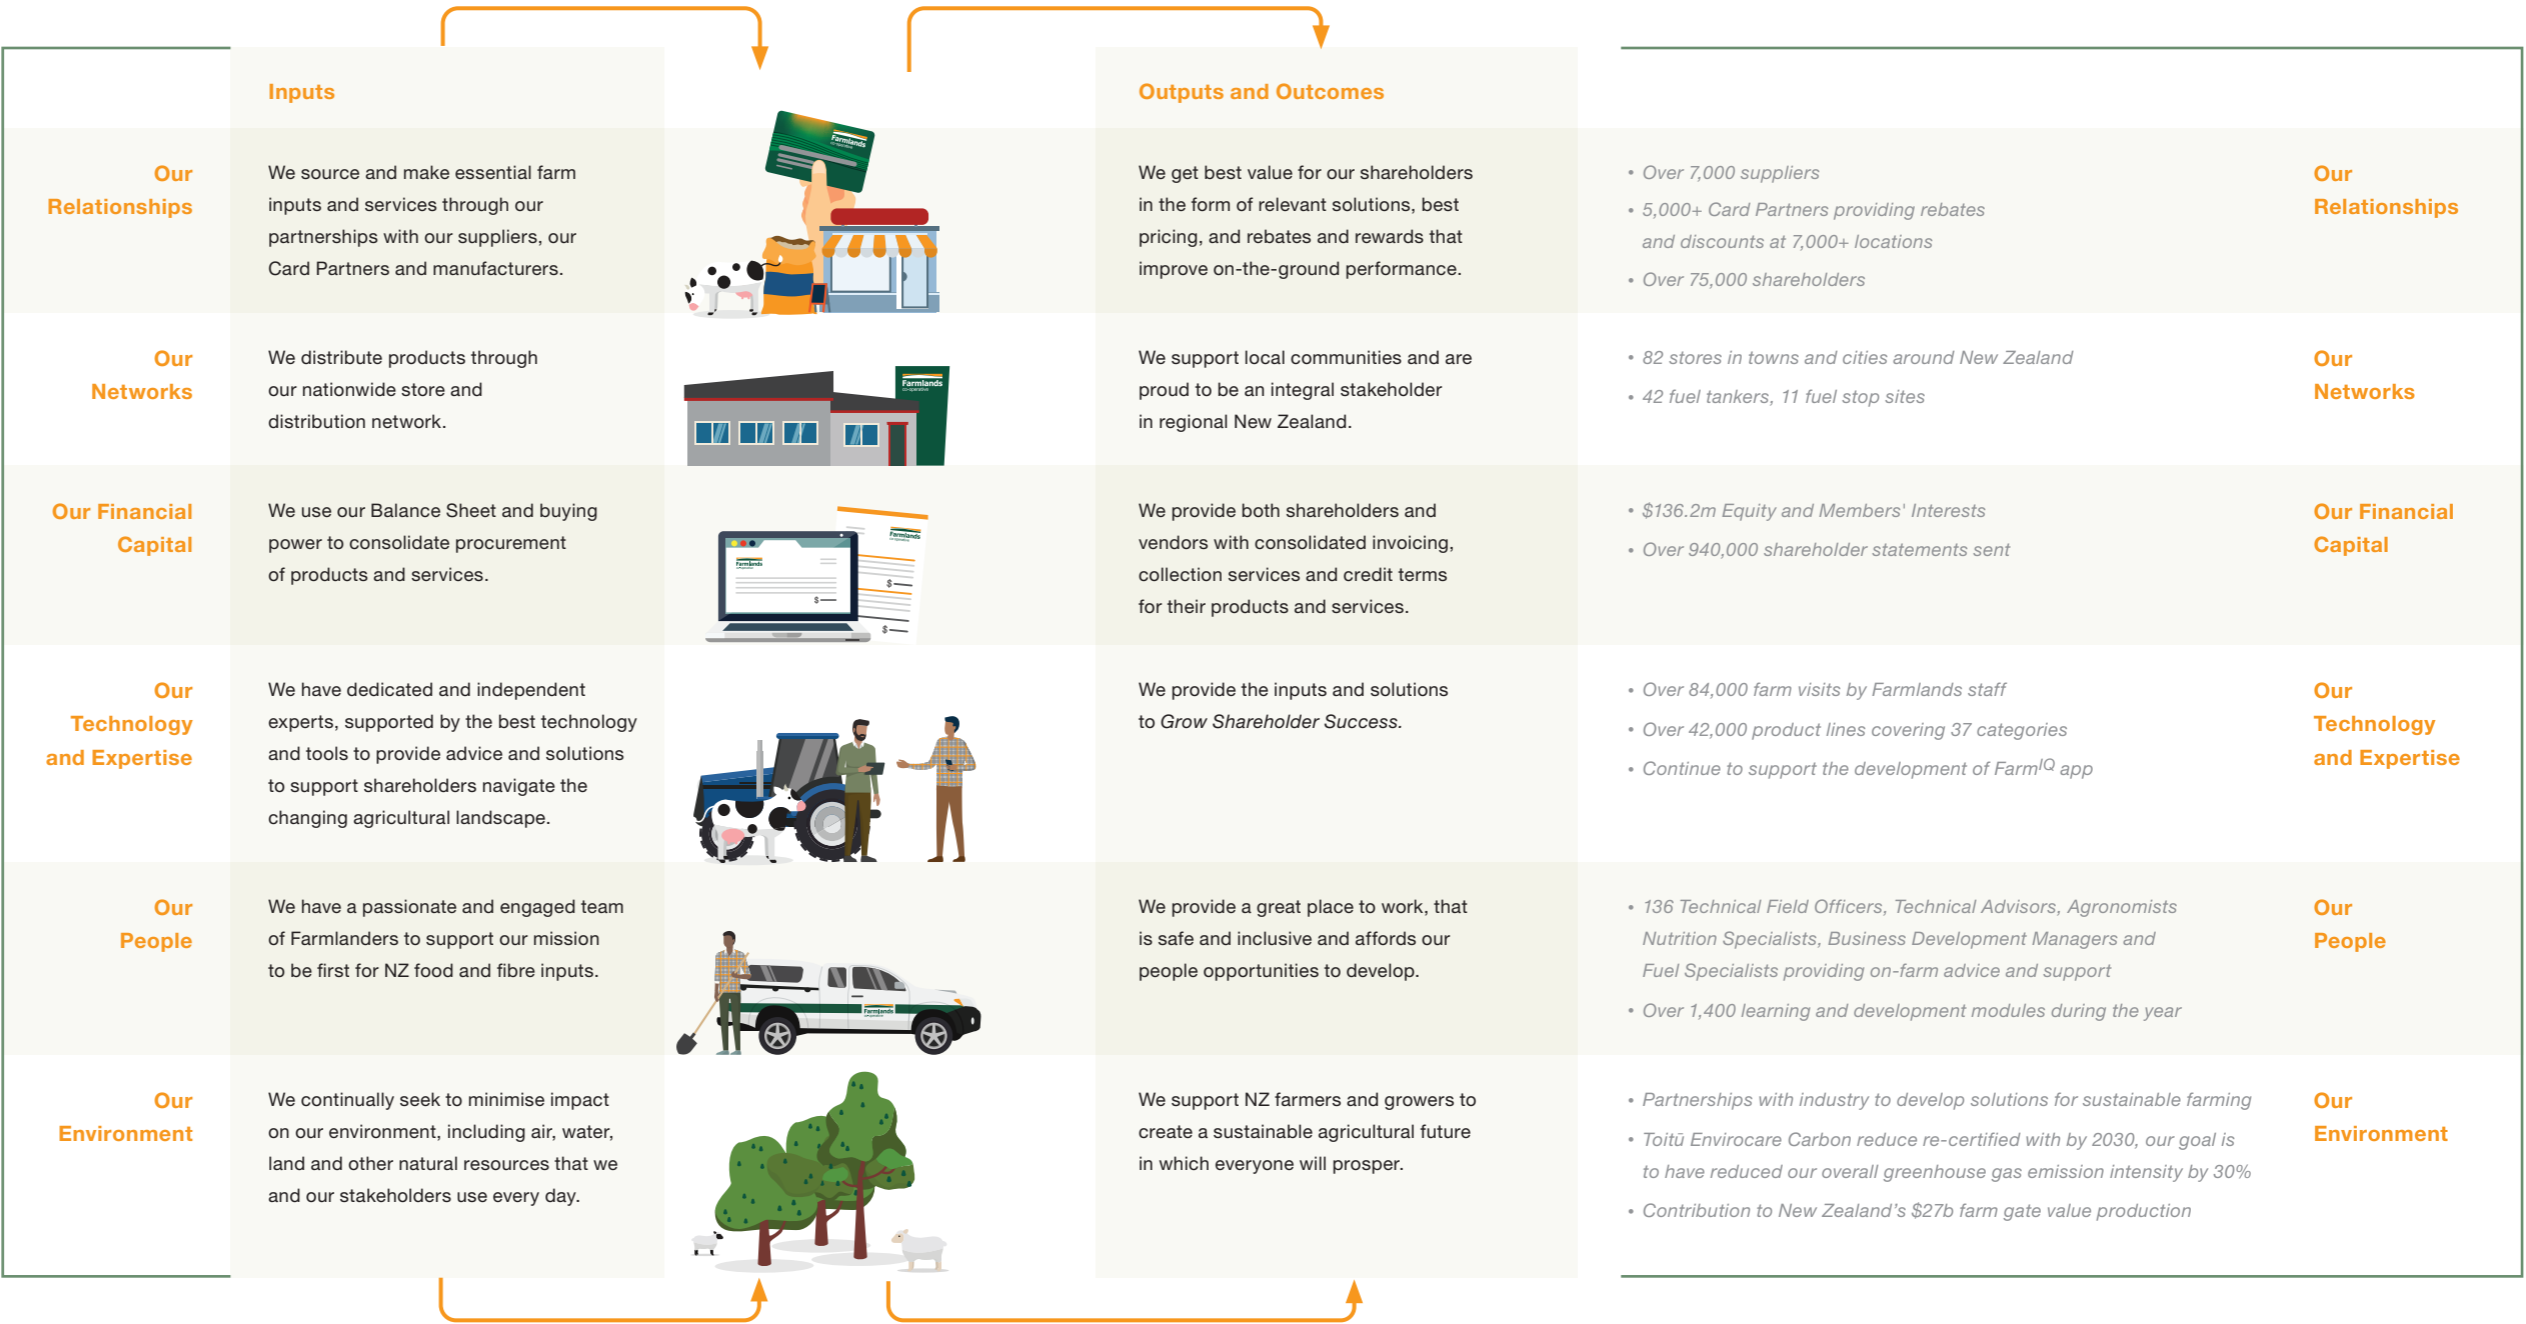 Inputs
Outputs and Outcomes
Our
Relationships
We source and make essential farm
inputs and services through our
partnerships with our suppliers, our
Card Partners and manufacturers.
Farmlands
co-operative
We get best value for our shareholders
in the form of relevant solutions, best
pricing, and rebates and rewards that
improve on-the-ground performance.
• Over 7,000 suppliers
• 5,000+ Card Partners providing rebates
and discounts at 7,000+ locations
• Over 75,000 shareholders
Our
Relationships
Our
Networks
We distribute products through
our nationwide store and
distribution network.
Farmlands
co-operative
We support local communities and are
proud to be an integral stakeholder
in regional New Zealand.
• 82 stores in towns and cities around New Zealand
• 42 fuel tankers, 11 fuel stop sites
Our
Networks
Our Financial
Capital
We use our Balance Sheet and buying
power to consolidate procurement
of products and services.
Farmlands
co-operative
$
Farmlands
co-operative
$
$
We provide both shareholders and
vendors with consolidated invoicing,
collection services and credit terms
for their products and services.
• $136.2m Equity and Members' Interests
• Over 940,000 shareholder statements sent
Our Financial
Capital
Our
Technology
and Expertise
We have dedicated and independent
experts, supported by the best technology
and tools to provide advice and solutions
to support shareholders navigate the
changing agricultural landscape.
We provide the inputs and solutions
to Grow Shareholder Success.
• Over 84,000 farm visits by Farmlands staff
• Over 42,000 product lines covering 37 categories
• Continue to support the development of FarmIQ app
Our
Technology
and Expertise
Our
People
We have a passionate and engaged team
of Farmlanders to support our mission
to be first for NZ food and fibre inputs.
Farmlands
co-operative
We provide a great place to work, that
is safe and inclusive and affords our
people opportunities to develop.
• 136 Technical Field Officers, Technical Advisors, Agronomists
Nutrition Specialists, Business Development Managers and
Fuel Specialists providing on-farm advice and support
• Over 1,400 learning and development modules during the year
Our
People
Our
Environment
We continually seek to minimise impact
on our environment, including air, water,
land and other natural resources that we
and our stakeholders use every day.
We support NZ farmers and growers to
create a sustainable agricultural future
in which everyone will prosper.
• Partnerships with industry to develop solutions for sustainable farming
• Toitū Envirocare Carbon reduce re-certified with by 2030, our goal is
to have reduced our overall greenhouse gas emission intensity by 30%
• Contribution to New Zealand’s $27b farm gate value production
Our
Environment